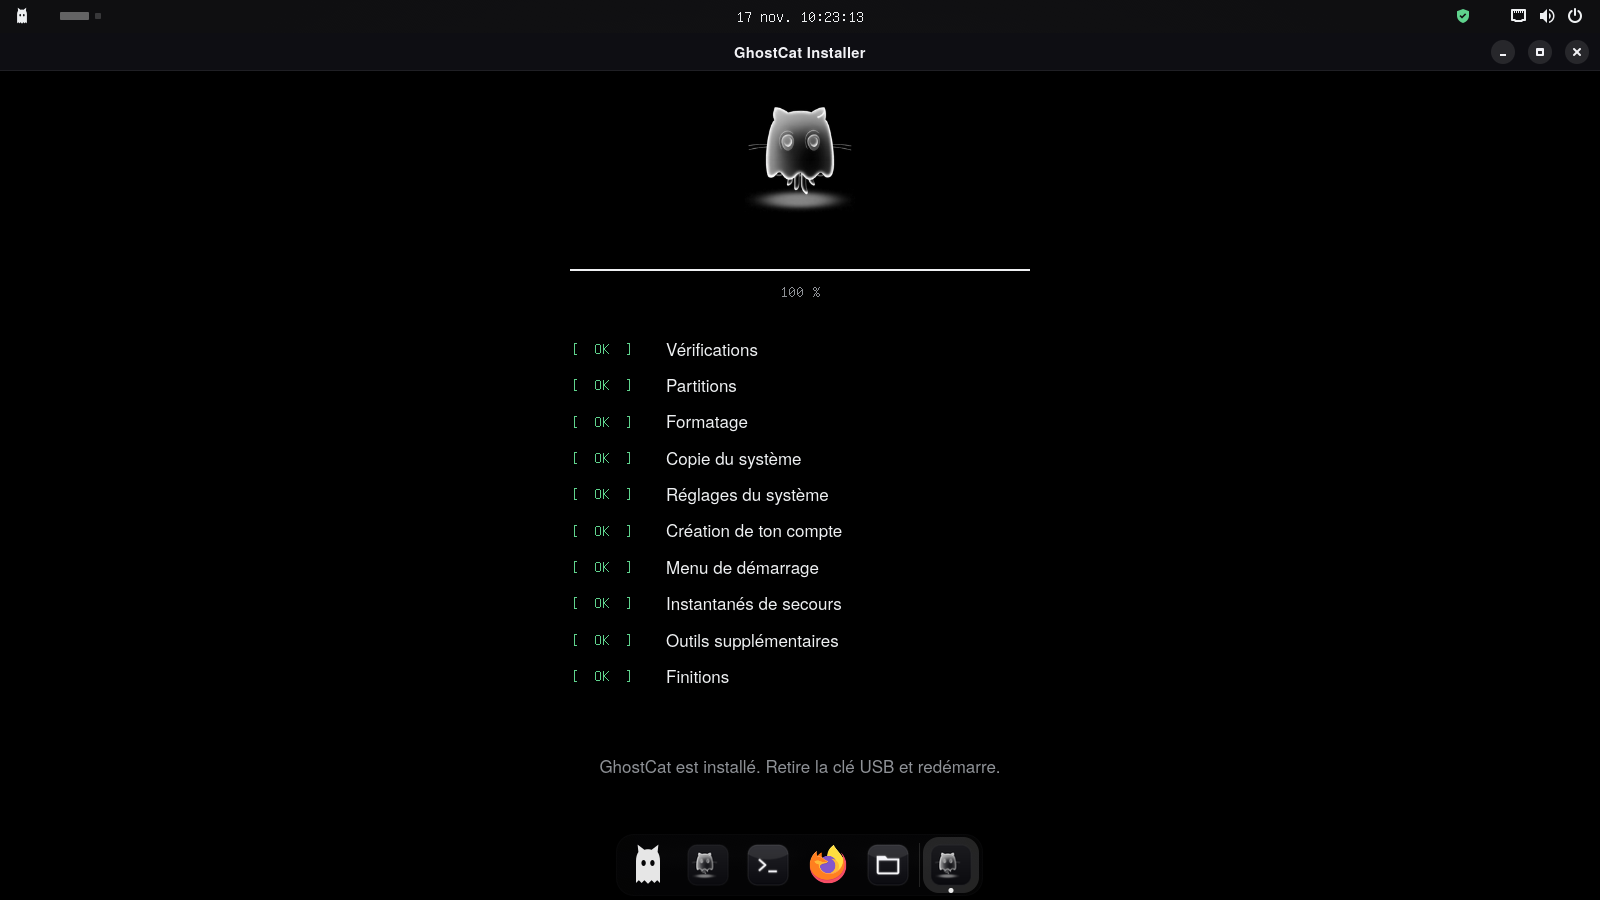 17 nov. 10:23:13
GhostCat Installer
100 %
[ OK ] Vérifications
[ OK ] Partitions
[ OK ] Formatage
[ OK ] Copie du système
[ OK ] Réglages du système
[ OK ] Création de ton compte
[ OK ] Menu de démarrage
[ OK ] Instantanés de secours
[ OK ] Outils supplémentaires
[ OK ] Finitions
GhostCat est installé. Retire la clé USB et redémarre.